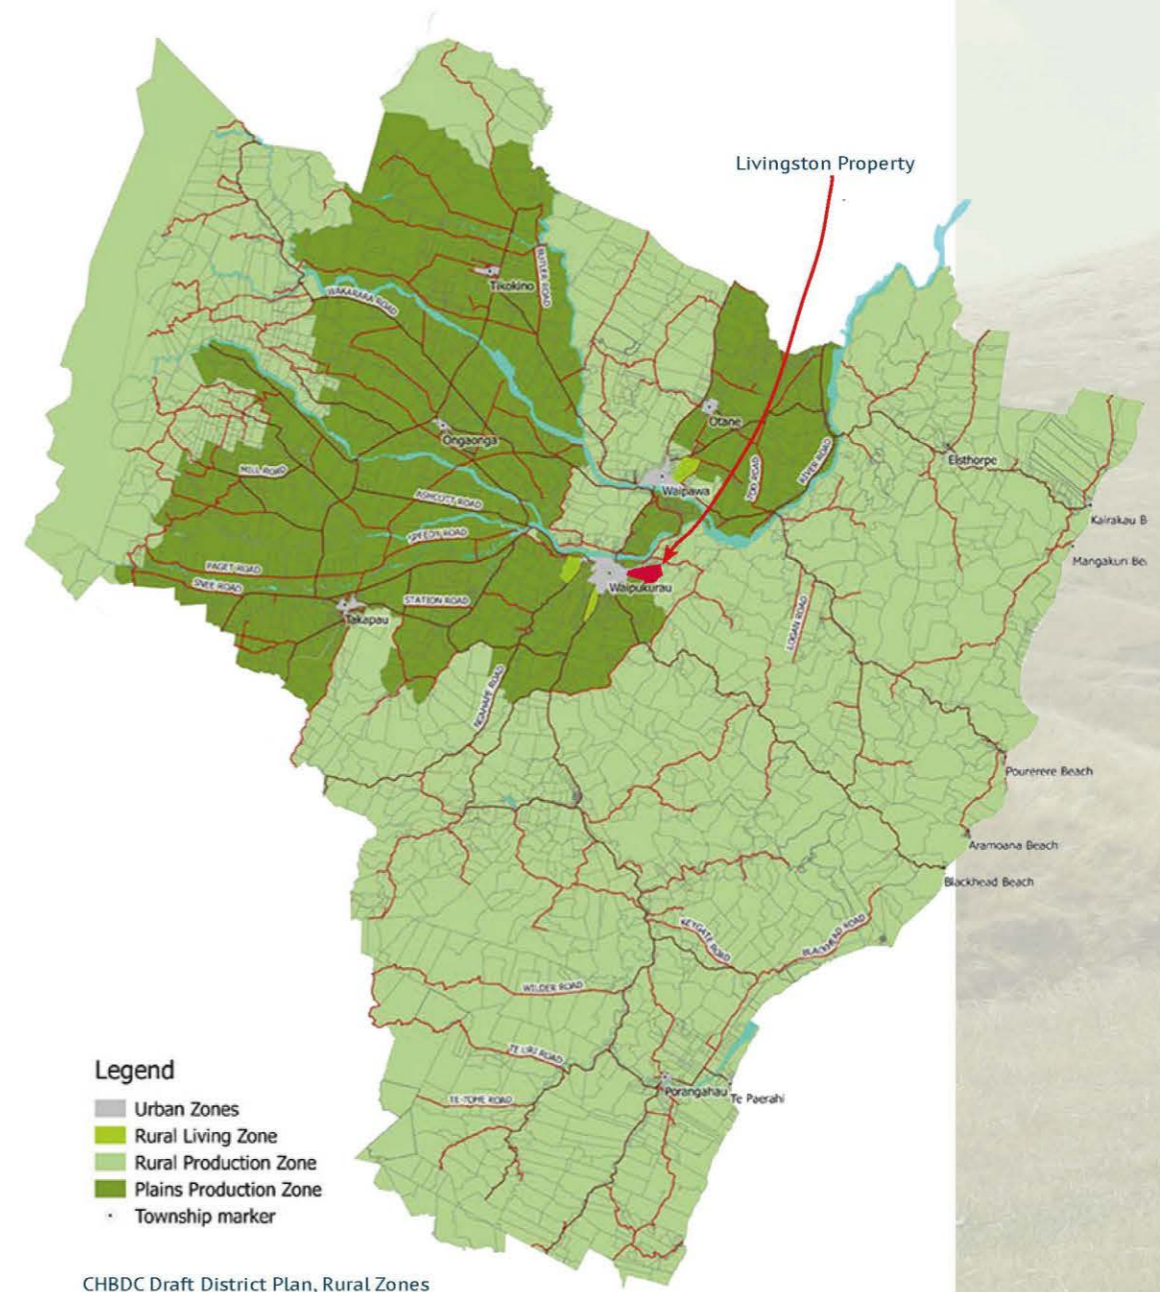 Livingston Property
Tikokino
BUTLER ROAD
WAKARARA ROAD
Otane
Ongaonga
Elsthorpe
MILL ROAD
TOD ROAD
RIVER ROAD
Waipawa
ASHCOTT ROAD
Kairakau B
SPEEDY ROAD
Mangakuri Be
PAGET ROAD
SNEE ROAD
Waipukurau
STATION ROAD
Takapau
LOGAN ROAD
NGAHAPE ROAD
Pourerere Beach
Aramoana Beach
Blackhead Beach
KEYGATE ROAD
BLACKHEAD ROAD
WILDER ROAD
TE URI ROAD
Porangahau
Te Paerahi
Legend
Urban Zones
Rural Living Zone
Rural Production Zone
Plains Production Zone
Township marker
CHBDC Draft District Plan, Rural Zones